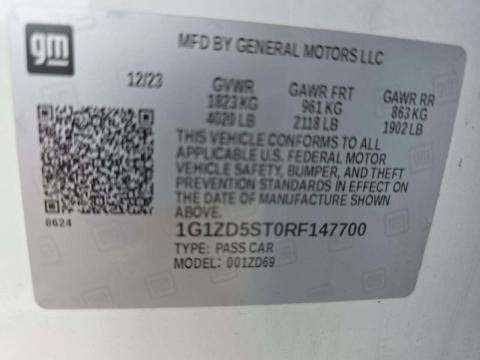 gm
MFD BY GENERAL MOTORS LLC
12/23 GVWR GAWR FRT GAWR RR
1823 KG 961 KG 863 KG
4020 LB 2118 LB 1902 LB
THIS VEHICLE CONFORMS TO ALL
APPLICABLE U.S. FEDERAL MOTOR
VEHICLE SAFETY, BUMPER, AND THEFT
PREVENTION STANDARDS IN EFFECT ON
THE DATE OF MANUFACTURE SHOWN
ABOVE.
8624
1G1ZD5ST0RF147700
TYPE: PASS CAR
MODEL: 001ZD69